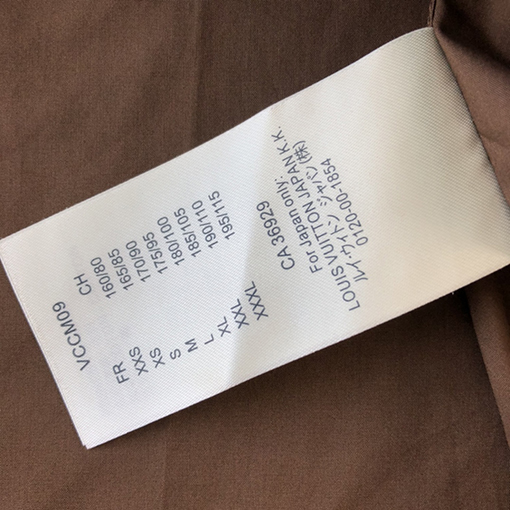 VCCM09
FR CH
XXS 160/80
XS 165/85
S 170/90
M 175/95
L 180/100
XL 185/105
XXL 190/110
XXXL 195/115
CA 36929
For Japan only:
LOUIS VUITTON JAPAN K.K.
ルイ ヴィトン ジャパン(株)
0120-00-1854